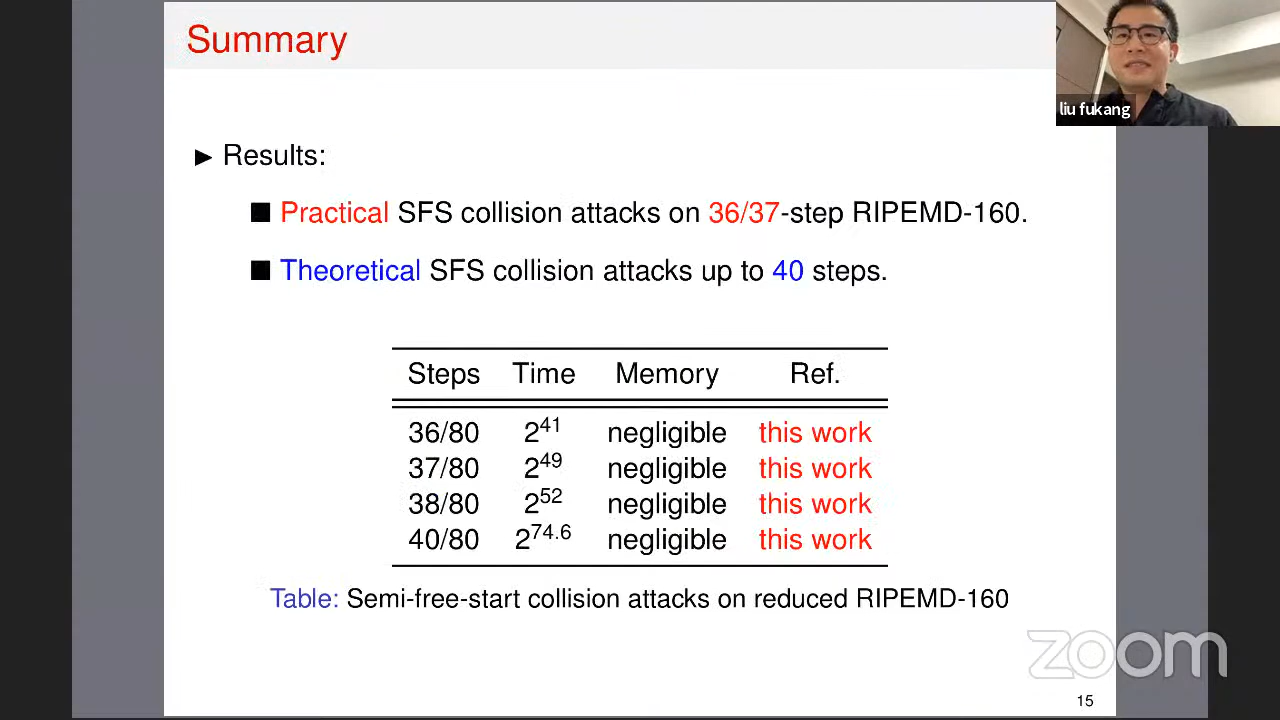 Summary
liu fukang
► Results:
■ Practical SFS collision attacks on 36/37-step RIPEMD-160.
■ Theoretical SFS collision attacks up to 40 steps.
Steps Time Memory Ref.
36/80 2^41 negligible this work
37/80 2^49 negligible this work
38/80 2^52 negligible this work
40/80 2^74.6 negligible this work
Table: Semi-free-start collision attacks on reduced RIPEMD-160
zoom
15